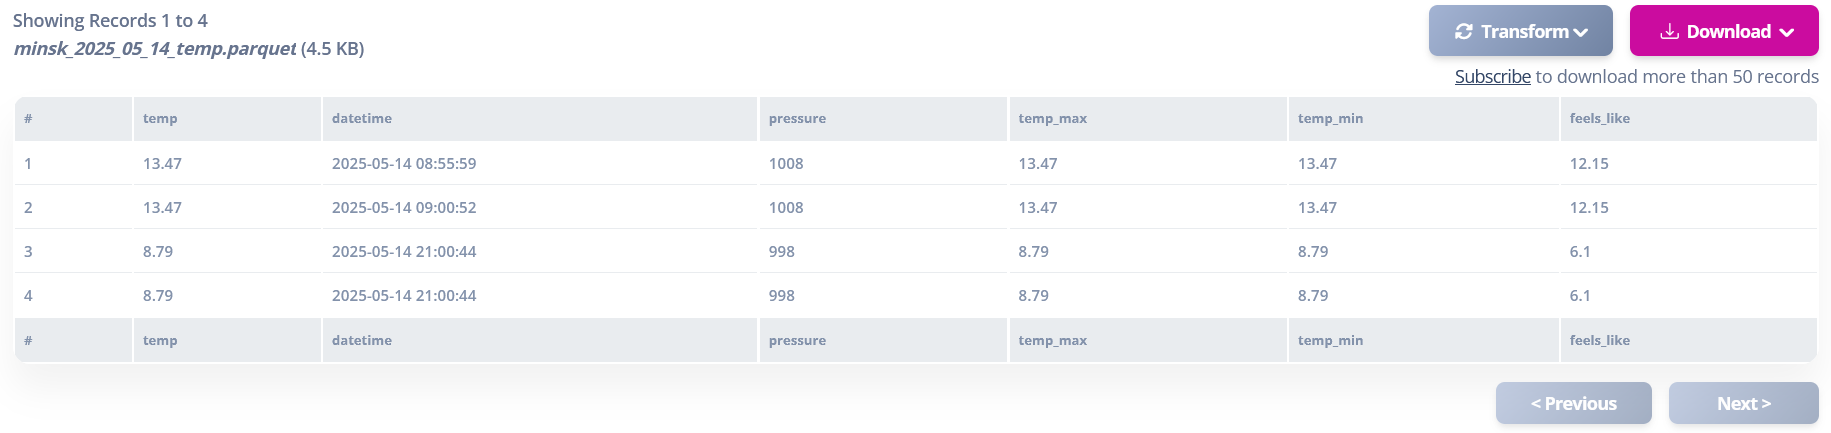 Showing Records 1 to 4
minsk_2025_05_14_temp.parquet (4.5 KB)
Transform
Download
Subscribe to download more than 50 records
# temp datetime pressure temp_max temp_min feels_like
1 13.47 2025-05-14 08:55:59 1008 13.47 13.47 12.15
2 13.47 2025-05-14 09:00:52 1008 13.47 13.47 12.15
3 8.79 2025-05-14 21:00:44 998 8.79 8.79 6.1
4 8.79 2025-05-14 21:00:44 998 8.79 8.79 6.1
# temp datetime pressure temp_max temp_min feels_like
< Previous
Next >